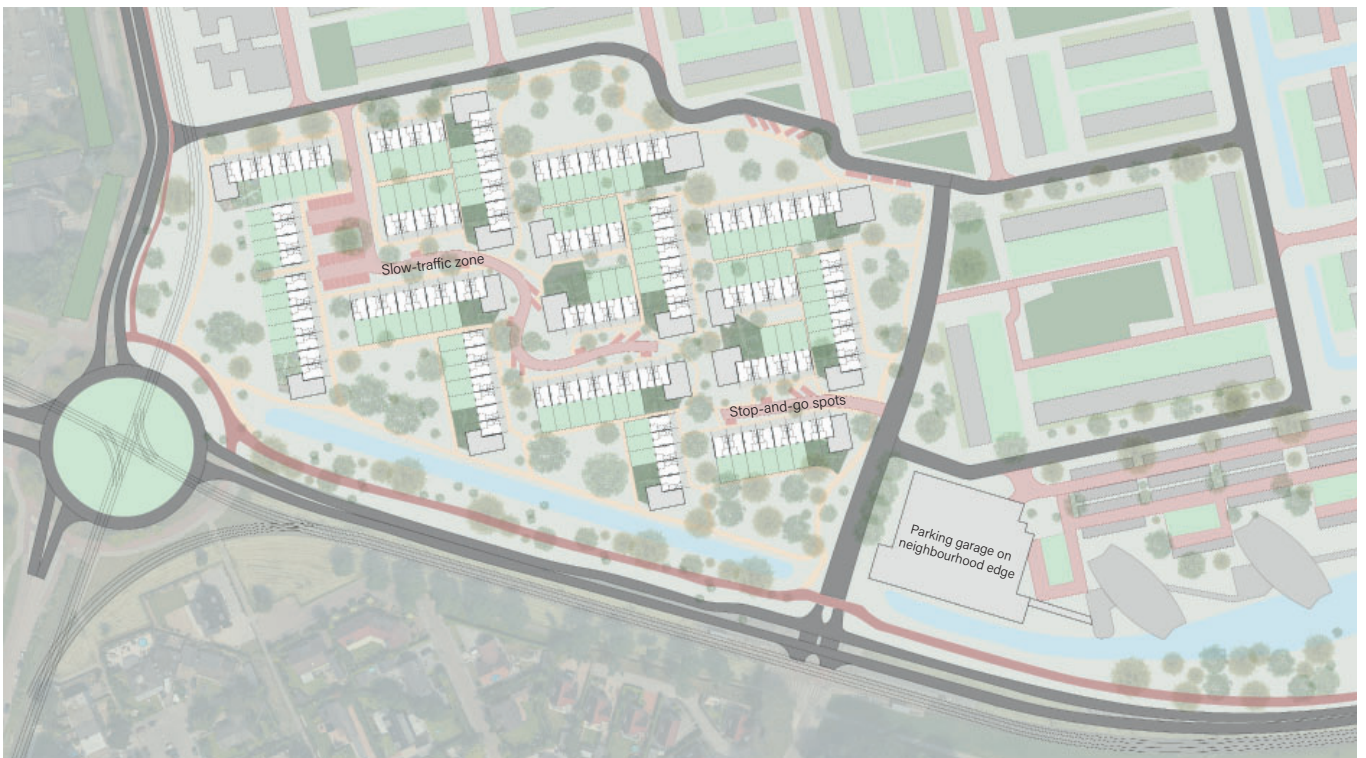 Slow-traffic zone
Stop-and-go spots
Parking garage on
neighbourhood edge